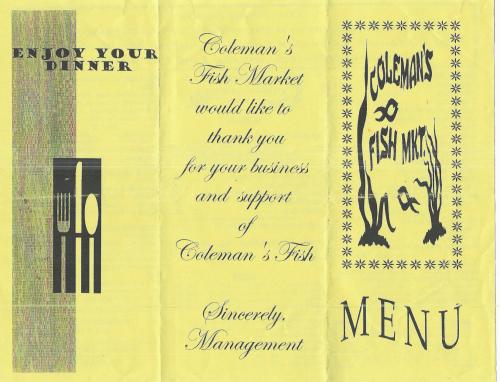 ENJOY YOUR
DINNER
Coleman's
Fish Market
would like to
thank you
for your business
and support
of
Coleman's Fish
Sincerely,
Management
COLEMAN'S
FISH MKT.
MENU